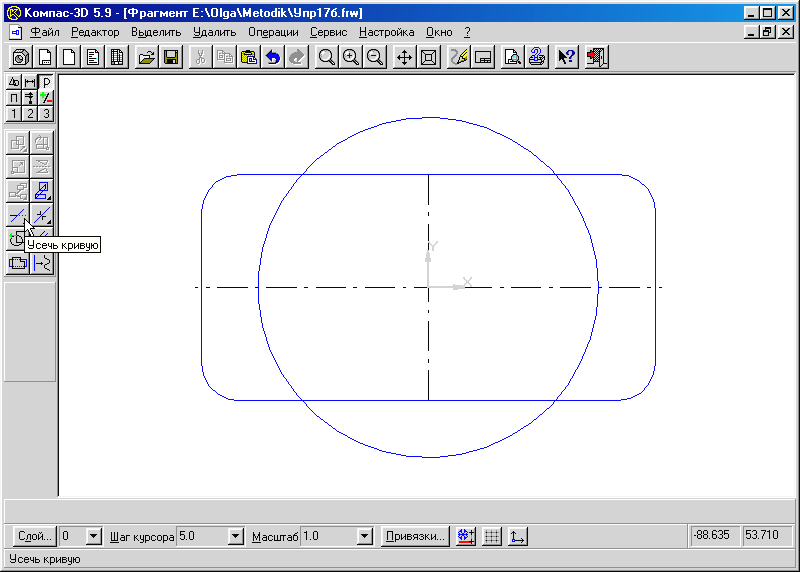 Компас-3D 5.9 - [Фрагмент E:\Olga\Metodik\Упр176.frw]
Файл Редактор Выделить Удалить Операции Сервис Настройка Окно ?
P
П
1 2 3
Усечь кривую
Y
X
Слой... 0 Шаг курсора 5.0 Масштаб 1.0 Привязки... -88.635 53.710
Усечь кривую